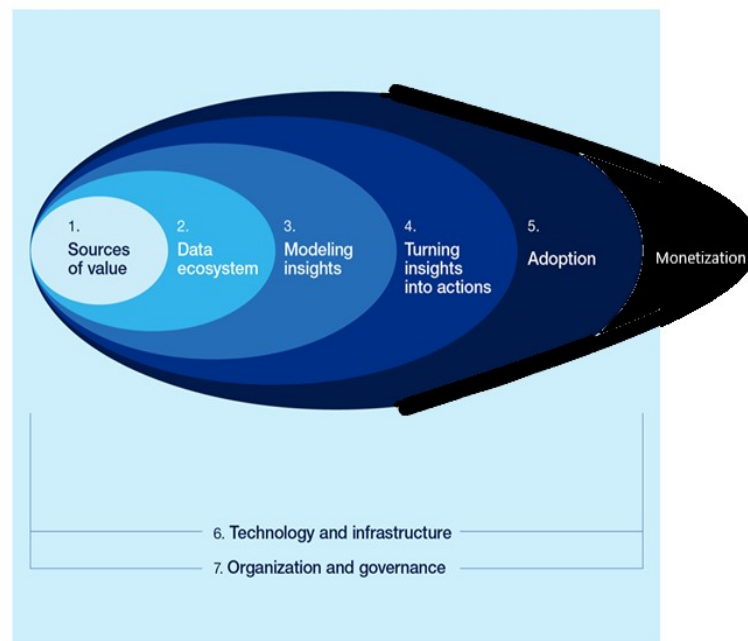 1.
Sources
of value
2.
Data
ecosystem
3.
Modeling
insights
4.
Turning
insights
into actions
5.
Adoption
Monetization
6. Technology and infrastructure
7. Organization and governance